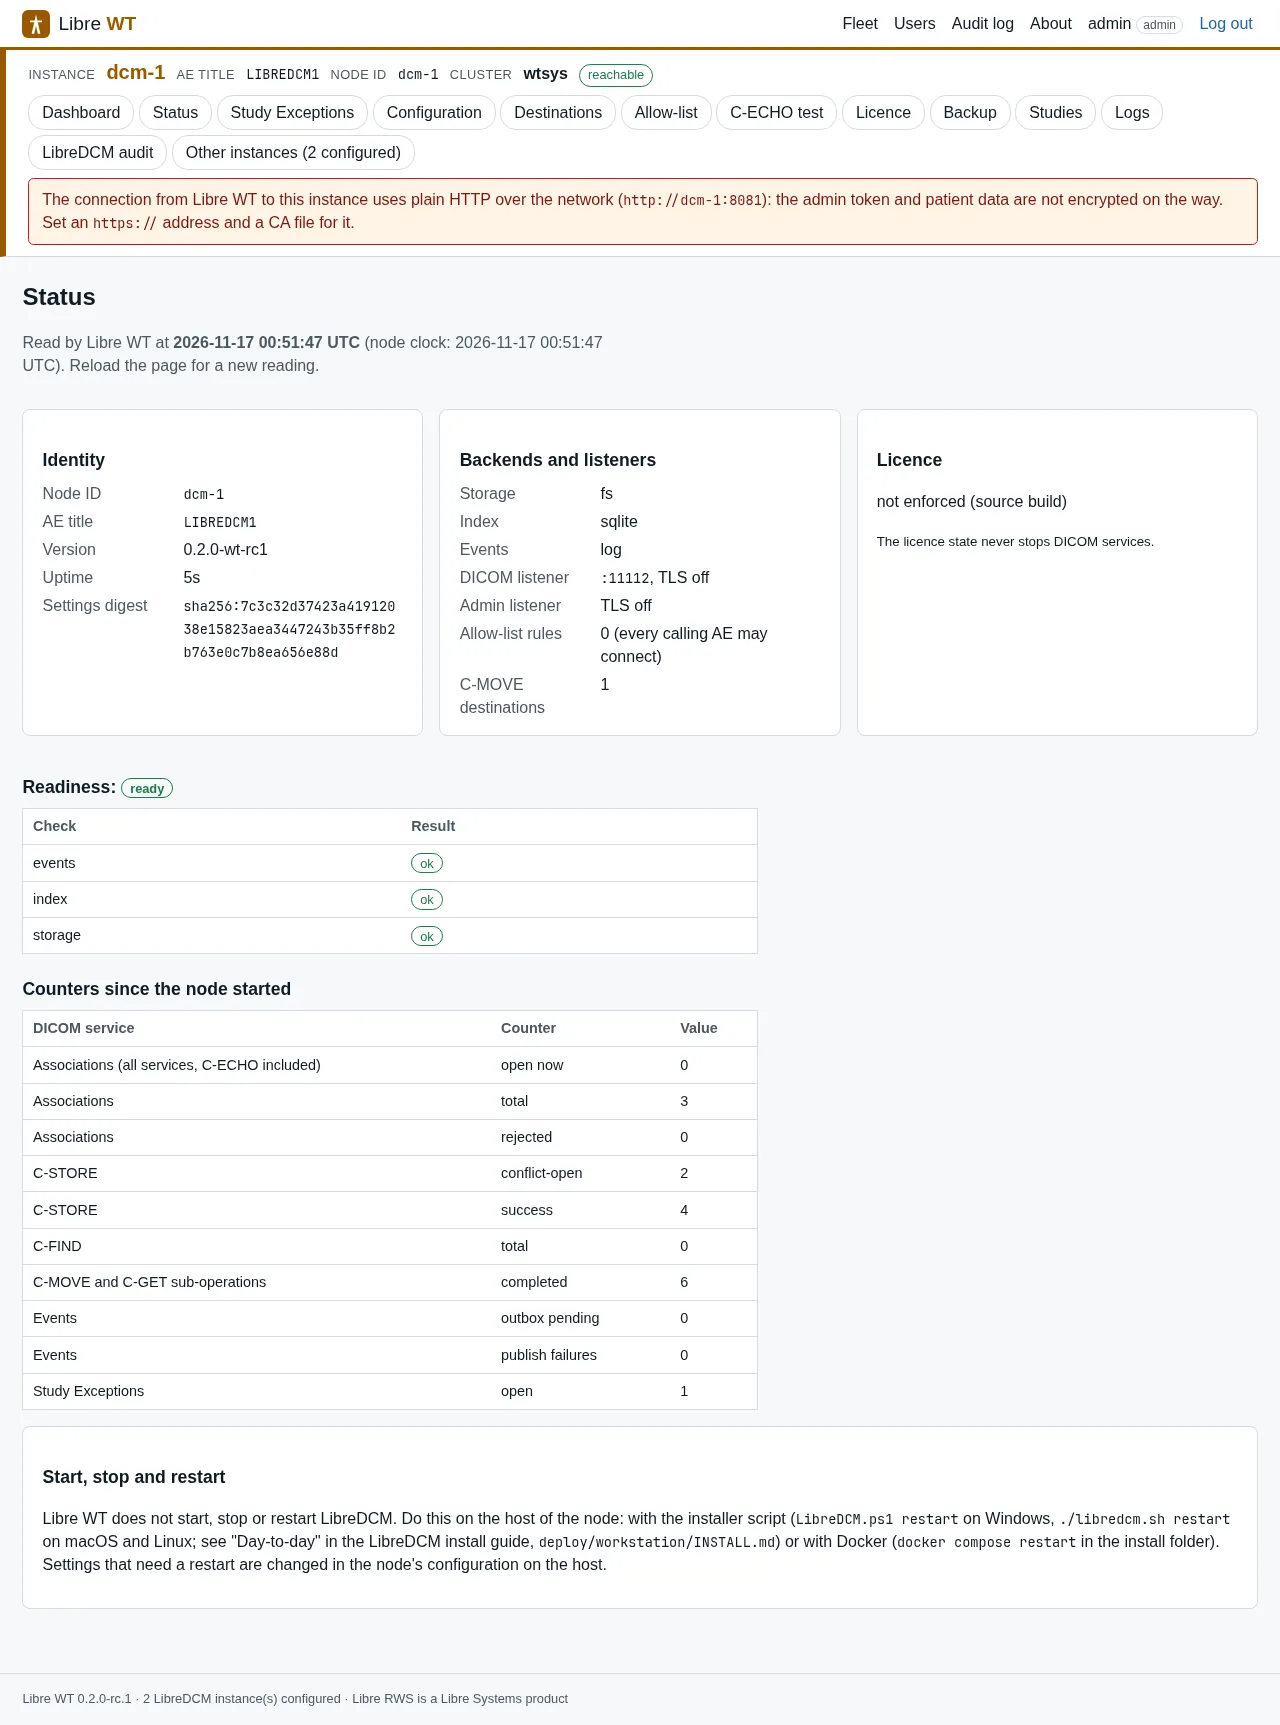 Libre WT
Fleet Users Audit log About admin admin Log out
INSTANCE dcm-1 AE TITLE LIBREDCM1 NODE ID dcm-1 CLUSTER wtsys reachable
Dashboard Status Study Exceptions Configuration Destinations Allow-list C-ECHO test Licence Backup Studies Logs
LibreDCM audit Other instances (2 configured)
The connection from Libre WT to this instance uses plain HTTP over the network (http://dcm-1:8081): the admin token and patient data are not encrypted on the way.
Set an https:// address and a CA file for it.
Status
Read by Libre WT at 2026-11-17 00:51:47 UTC (node clock: 2026-11-17 00:51:47
UTC). Reload the page for a new reading.
Identity
Node ID dcm-1
AE title LIBREDCM1
Version 0.2.0-wt-rc1
Uptime 5s
Settings digest sha256:7c3c32d37423a419120
38e15823aea3447243b35ff8b2
b763e0c7b8ea656e88d
Backends and listeners
Storage fs
Index sqlite
Events log
DICOM listener :11112, TLS off
Admin listener TLS off
Allow-list rules 0 (every calling AE may
connect)
C-MOVE 1
destinations
Licence
not enforced (source build)
The licence state never stops DICOM services.
Readiness: ready
Check Result
events ok
index ok
storage ok
Counters since the node started
DICOM service Counter Value
Associations (all services, C-ECHO included) open now 0
Associations total 3
Associations rejected 0
C-STORE conflict-open 2
C-STORE success 4
C-FIND total 0
C-MOVE and C-GET sub-operations completed 6
Events outbox pending 0
Events publish failures 0
Study Exceptions open 1
Start, stop and restart
Libre WT does not start, stop or restart LibreDCM. Do this on the host of the node: with the installer script (LibreDCM.ps1 restart on Windows, ./libredcm.sh restart
on macOS and Linux; see "Day-to-day" in the LibreDCM install guide, deploy/workstation/INSTALL.md) or with Docker (docker compose restart in the install folder).
Settings that need a restart are changed in the node's configuration on the host.
Libre WT 0.2.0-rc.1 · 2 LibreDCM instance(s) configured · Libre RWS is a Libre Systems product